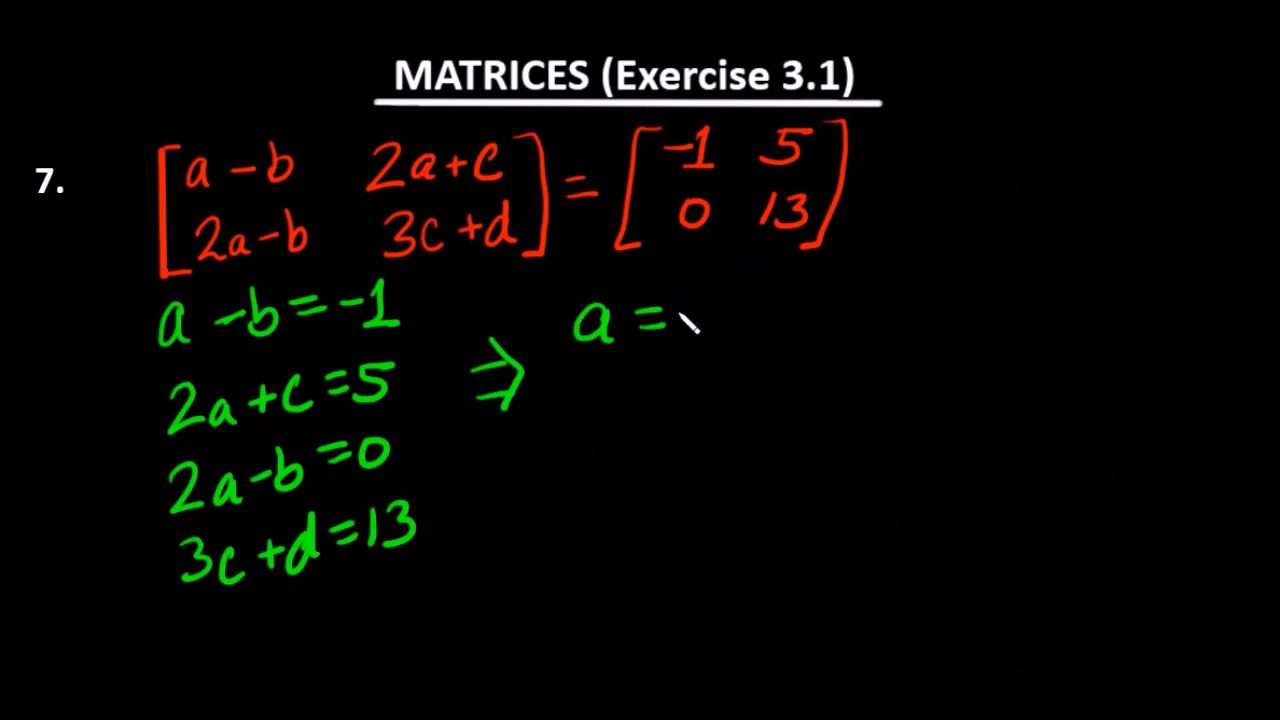 MATRICES (Exercise 3.1)
7. [a - b 2a + c
2a - b 3c + d] = [-1 5
0 13]
a - b = -1
2a + c = 5 ⇒ a =
2a - b = 0
3c + d = 13